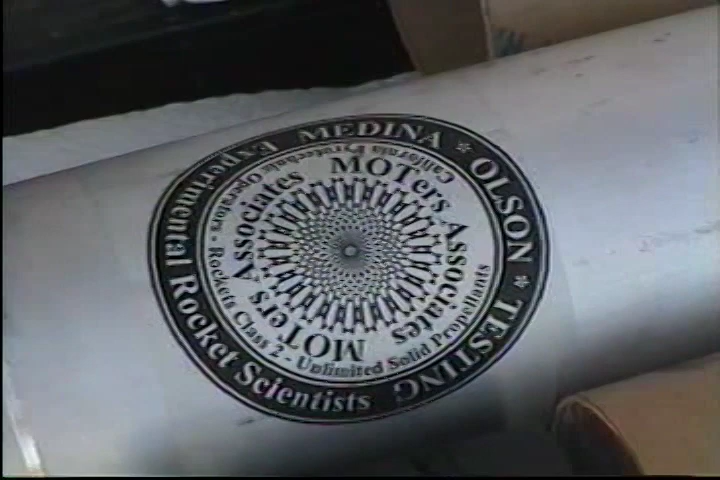 MEDINA * OLSON * TESTING
Experimental Rocket Scientists
California Pyrotechnic Operators - Rockets Class 2 - Unlimited Solid Propellants
MOTers Associates
MOTers Associates